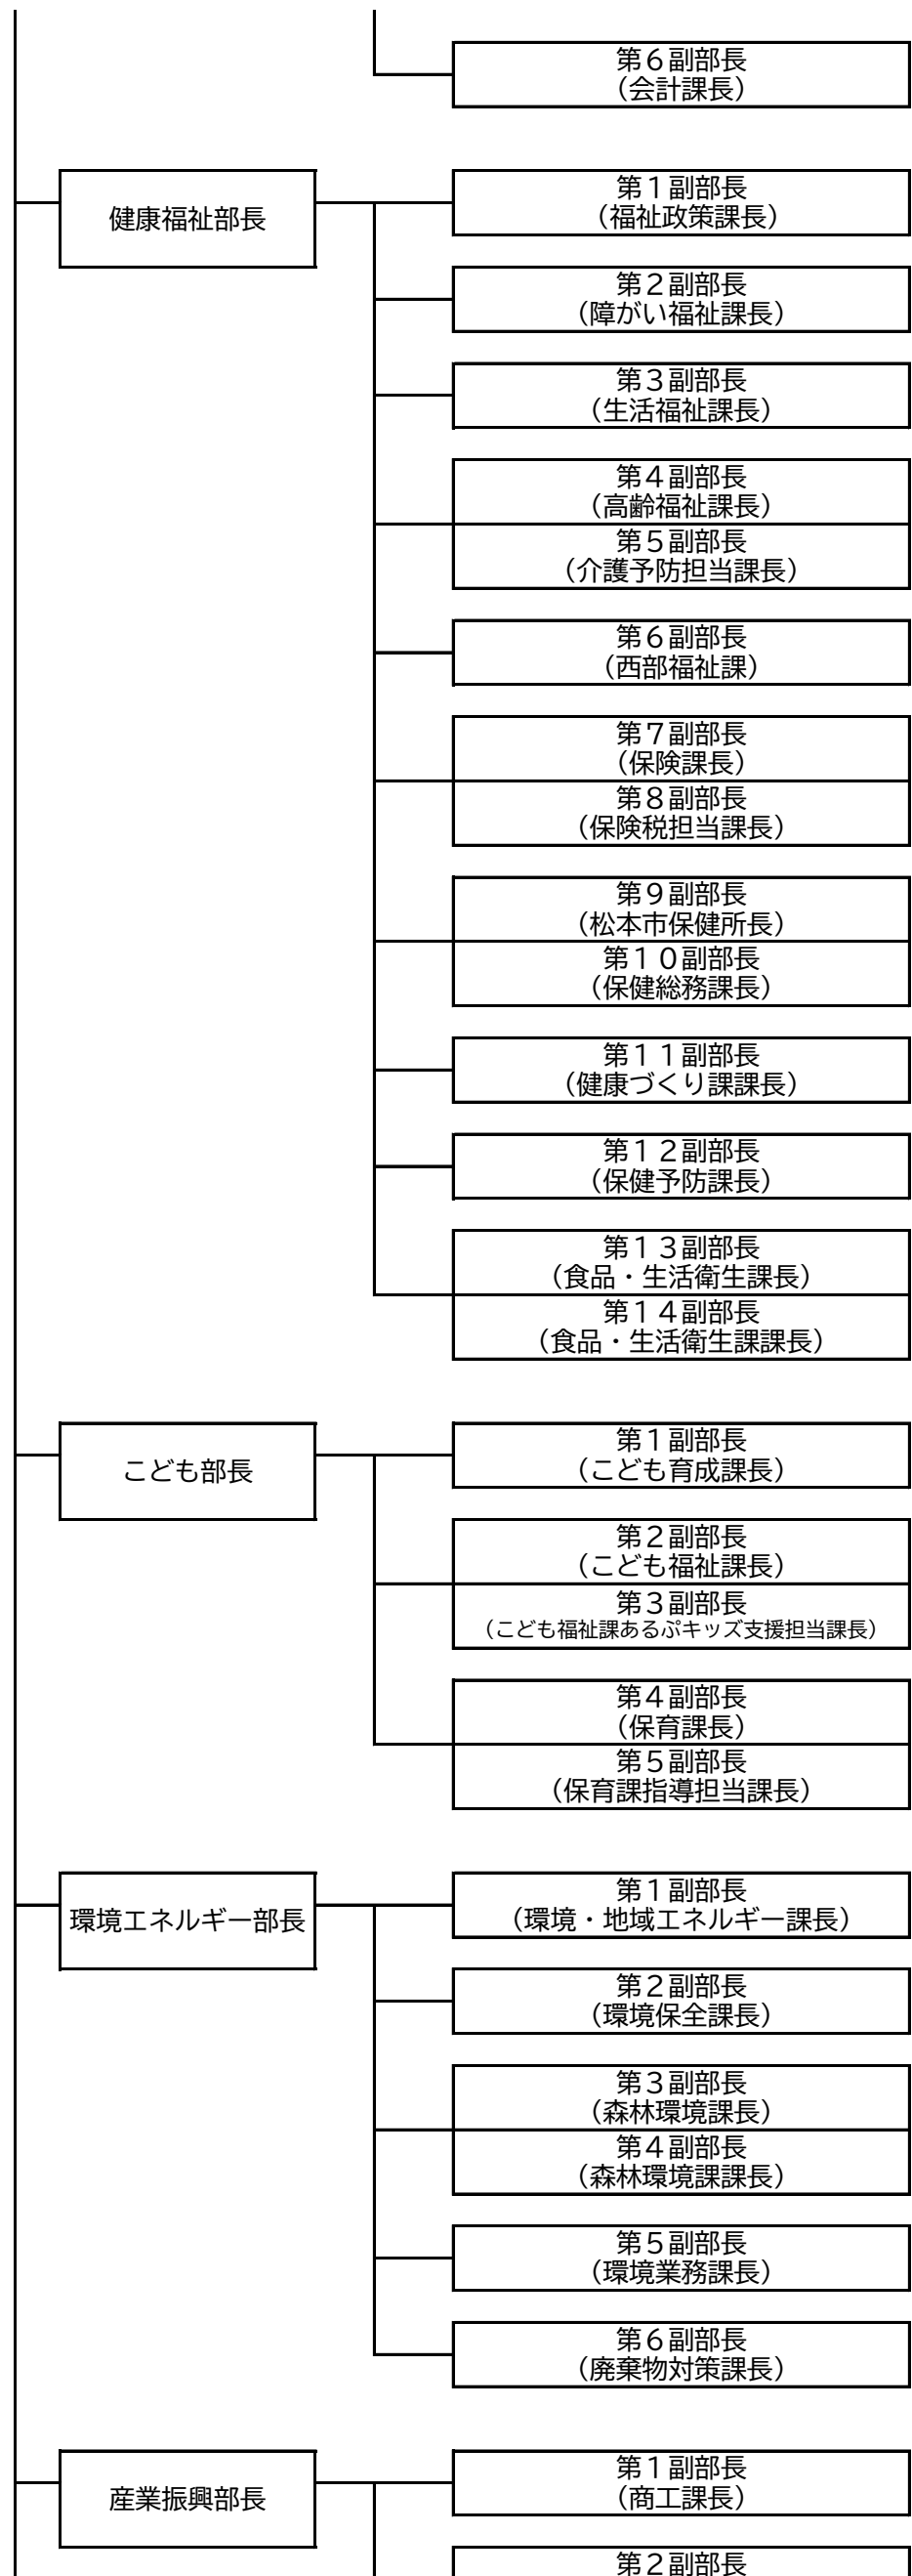 第６副部長
（会計課長）
健康福祉部長
第１副部長
（福祉政策課長）
第２副部長
（障がい福祉課長）
第３副部長
（生活福祉課長）
第４副部長
（高齢福祉課長）
第５副部長
（介護予防担当課長）
第６副部長
（西部福祉課）
第７副部長
（保険課長）
第８副部長
（保険税担当課長）
第９副部長
（松本市保健所長）
第１０副部長
（保健総務課長）
第１１副部長
（健康づくり課課長）
第１２副部長
（保健予防課長）
第１３副部長
（食品・生活衛生課長）
第１４副部長
（食品・生活衛生課課長）
こども部長
第１副部長
（こども育成課長）
第２副部長
（こども福祉課長）
第３副部長
（こども福祉課あるぷキッズ支援担当課長）
第４副部長
（保育課長）
第５副部長
（保育課指導担当課長）
環境エネルギー部長
第１副部長
（環境・地域エネルギー課長）
第２副部長
（環境保全課長）
第３副部長
（森林環境課長）
第４副部長
（森林環境課課長）
第５副部長
（環境業務課長）
第６副部長
（廃棄物対策課長）
産業振興部長
第１副部長
（商工課長）
第２副部長